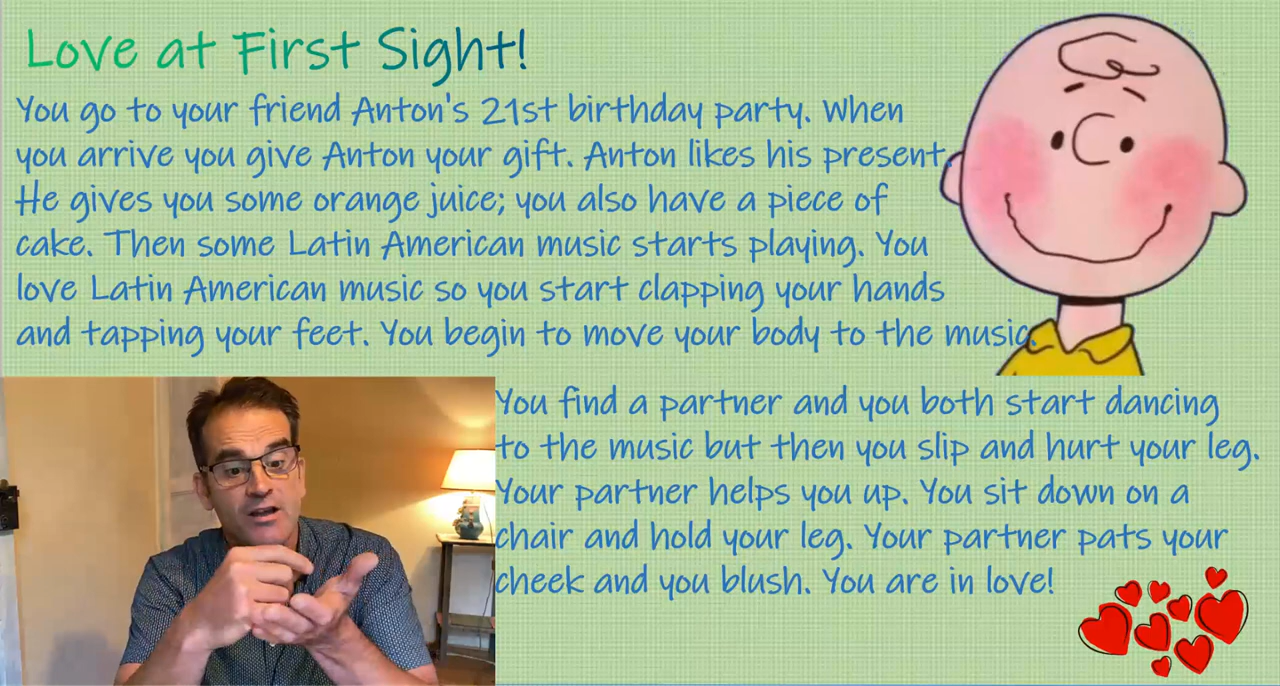 Love at First Sight!
You go to your friend Anton's 21st birthday party. When
you arrive you give Anton your gift. Anton likes his present.
He gives you some orange juice; you also have a piece of
cake. Then some Latin American music starts playing. You
love Latin American music so you start clapping your hands
and tapping your feet. You begin to move your body to the music.
You find a partner and you both start dancing
to the music but then you slip and hurt your leg.
Your partner helps you up. You sit down on a
chair and hold your leg. Your partner pats your
cheek and you blush. You are in love!